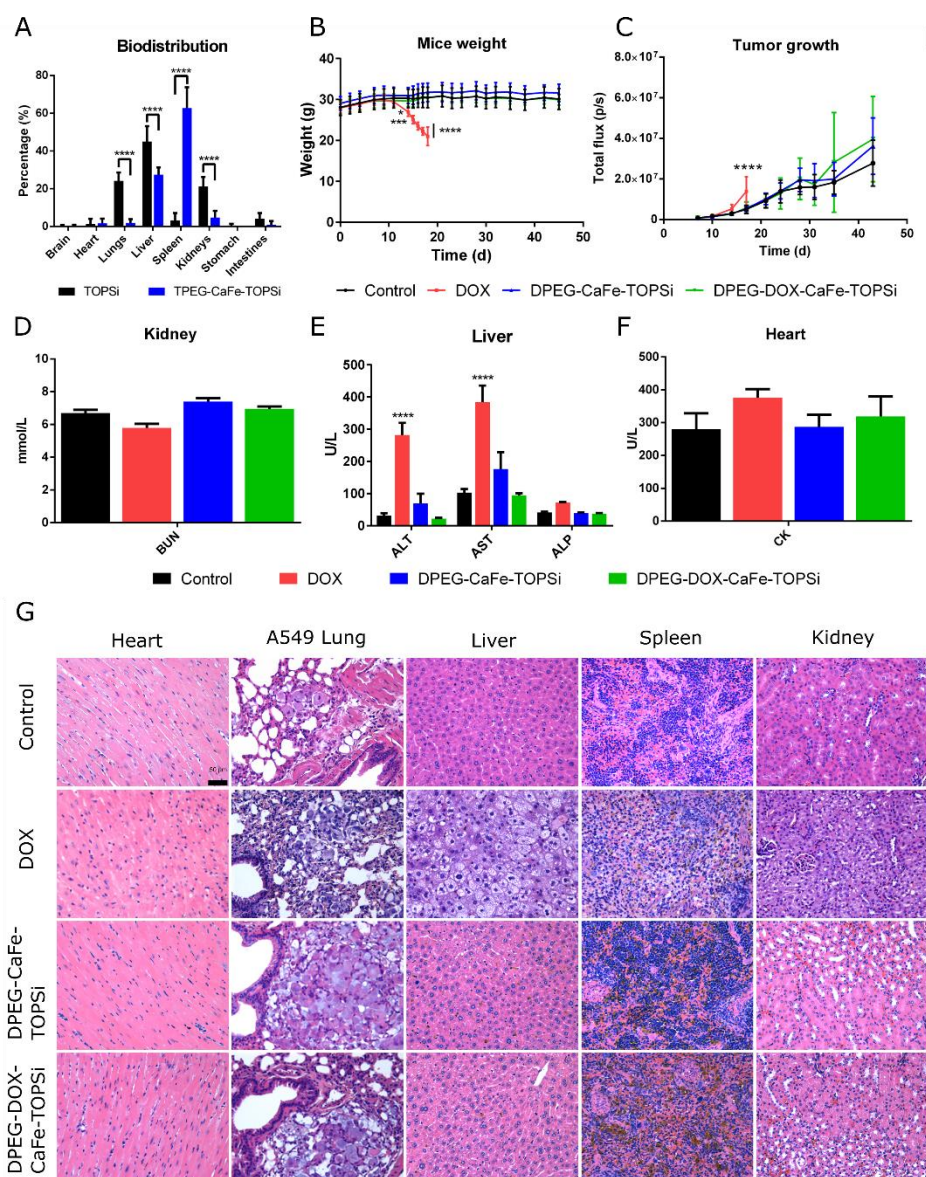 A
Biodistribution
Percentage (%)
80
60
40
20
0
****
****
****
****
Brain
Heart
Lungs
Liver
Spleen
Kidneys
Stomach
Intestines
TOPSi
TPEG-CaFe-TOPSi
B
Mice weight
Weight (g)
40
30
20
10
0
*
***
****
0
10
20
30
40
50
Time (d)
C
Tumor growth
Total flux (p/s)
8.0×10⁷
6.0×10⁷
4.0×10⁷
2.0×10⁷
0
****
0
10
20
30
40
50
Time (d)
Control
DOX
DPEG-CaFe-TOPSi
DPEG-DOX-CaFe-TOPSi
D
Kidney
mmol/L
8
6
4
2
0
BUN
E
Liver
U/L
500
400
300
200
100
0
****
****
ALT
AST
ALP
F
Heart
U/L
500
400
300
200
100
0
CK
Control
DOX
DPEG-CaFe-TOPSi
DPEG-DOX-CaFe-TOPSi
G
Heart
A549 Lung
Liver
Spleen
Kidney
Control
50 µm
DOX
DPEG-CaFe-
TOPSi
DPEG-DOX-
CaFe-TOPSi